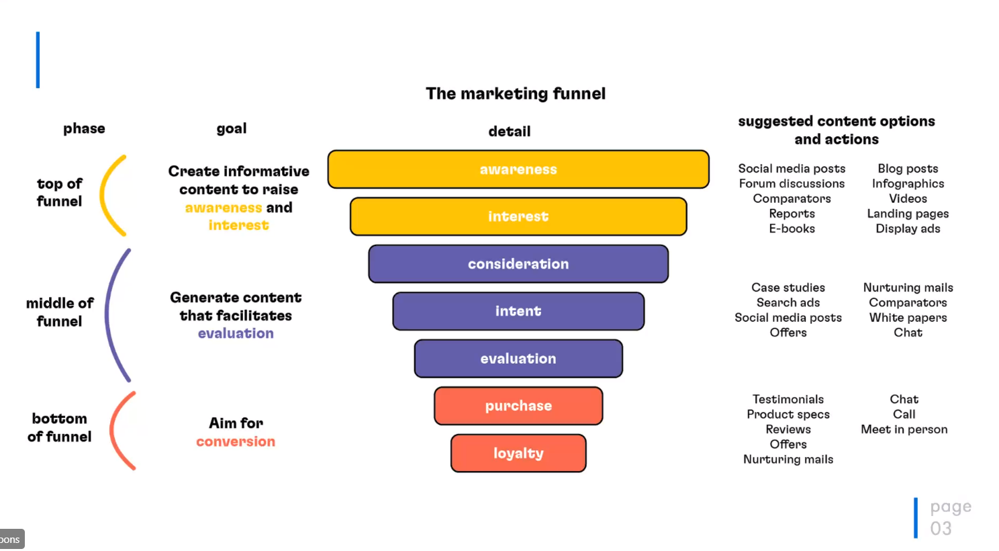 The marketing funnel
phase
goal
detail
suggested content options
and actions
top of
funnel
Create informative
content to raise
awareness and
interest
awareness
interest
Social media posts
Forum discussions
Comparators
Reports
E-books
Blog posts
Infographics
Videos
Landing pages
Display ads
middle of
funnel
Generate content
that facilitates
evaluation
consideration
intent
evaluation
Case studies
Search ads
Social media posts
Offers
Nurturing mails
Comparators
White papers
Chat
bottom
of funnel
Aim for
conversion
purchase
loyalty
Testimonials
Product specs
Reviews
Offers
Nurturing mails
Chat
Call
Meet in person
page
03